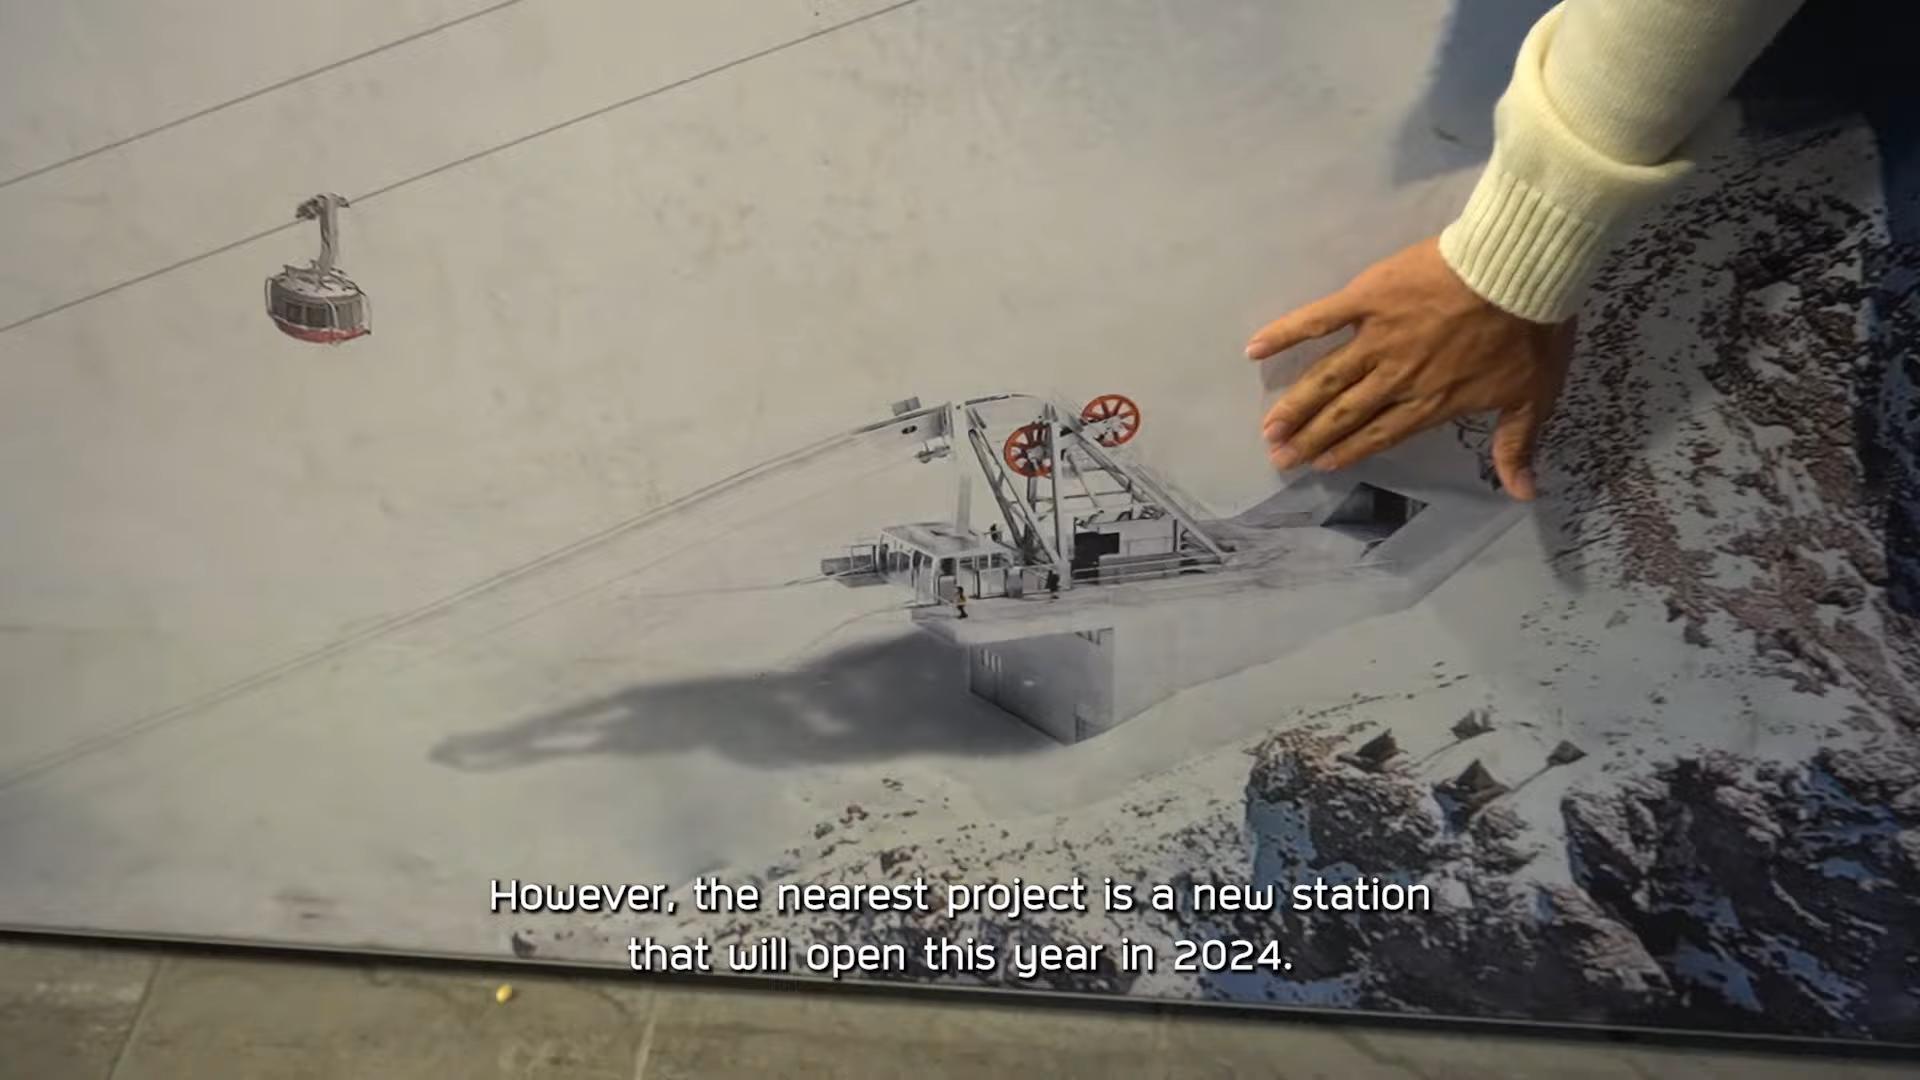 However, the nearest project is a new station
that will open this year in 2024.